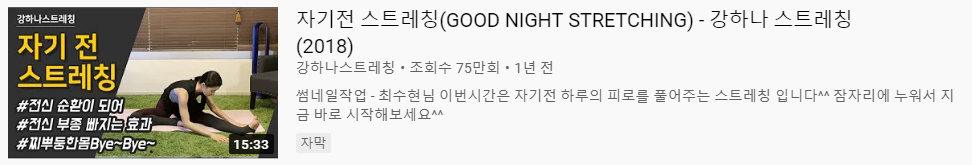 강하나스트레칭
자기 전
스트레칭
#전신 순환이 되어
#전신 부종 빠지는 효과
#찌뿌둥한몸Bye~Bye~
15:33
자기전 스트레칭(GOOD NIGHT STRETCHING) - 강하나 스트레칭
(2018)
강하나스트레칭 • 조회수 75만회 • 1년 전
썸네일작업 - 최수현님 이번시간은 자기전 하루의 피로를 풀어주는 스트레칭 입니다^^ 잠자리에 누워서 지
금 바로 시작해보세요^^
자막